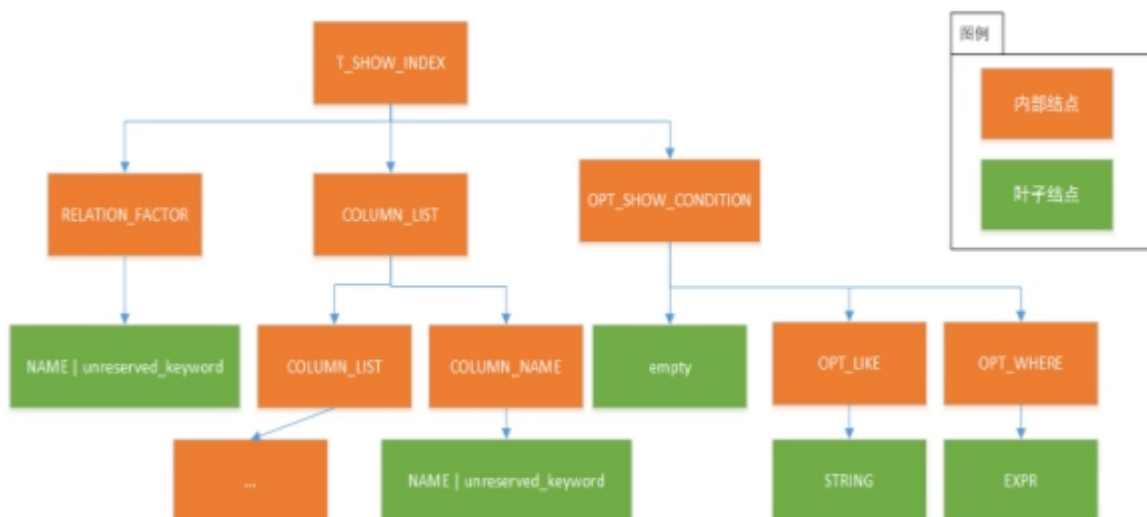 T_SHOW_INDEX
图例
内部结点
叶子结点
RELATION_FACTOR
COLUMN_LIST
OPT_SHOW_CONDITION
NAME | unreserved_keyword
COLUMN_LIST
COLUMN_NAME
empty
OPT_LIKE
OPT_WHERE
...
NAME | unreserved_keyword
STRING
EXPR